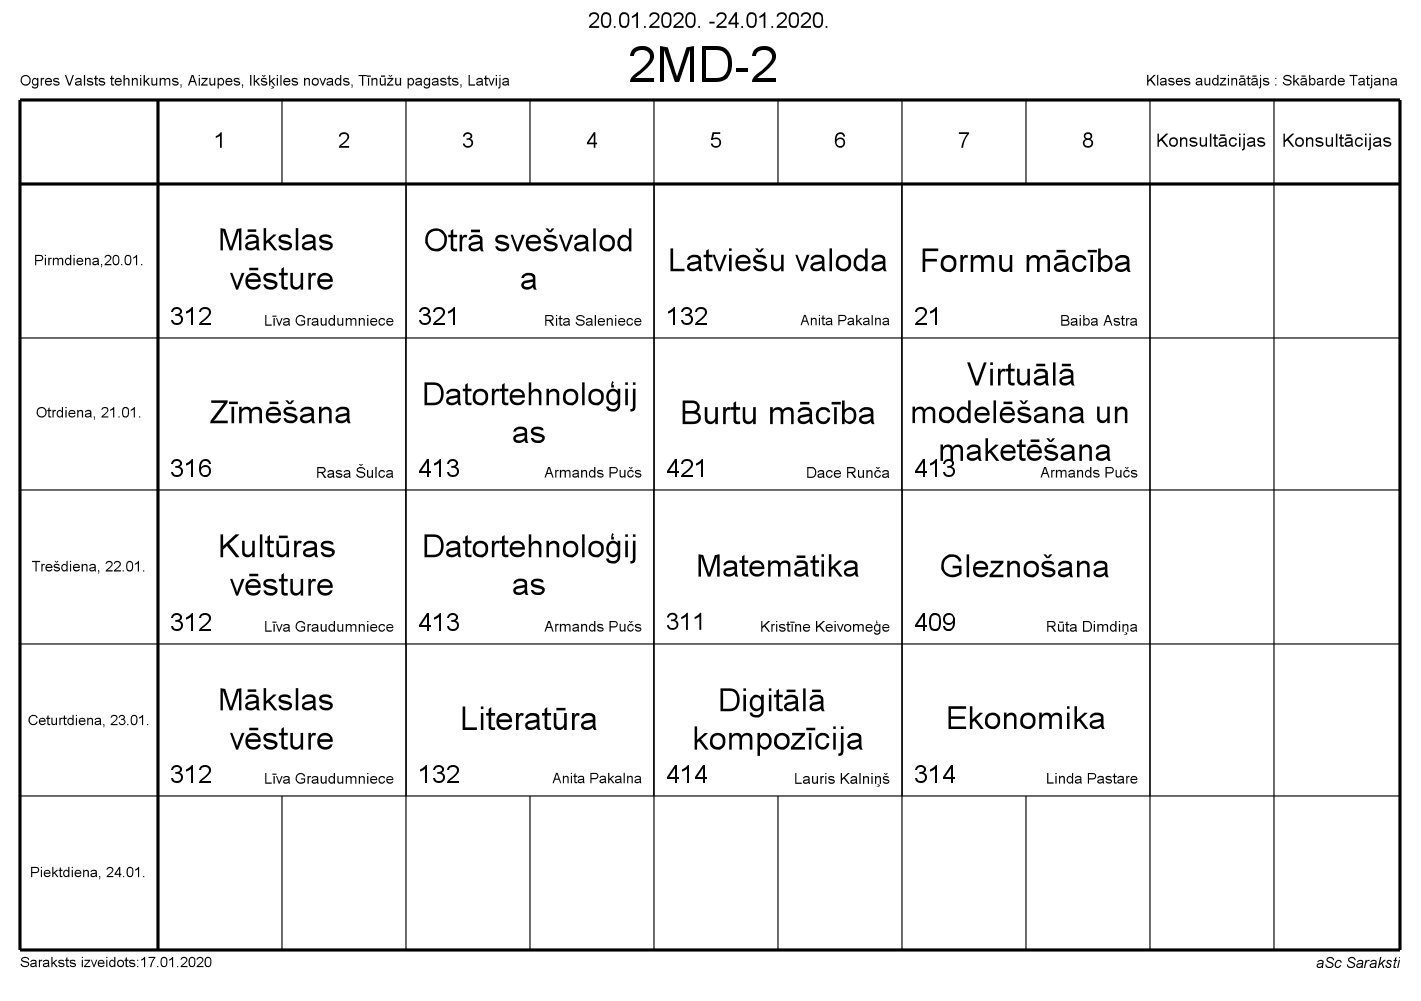 20.01.2020. -24.01.2020.
2MD-2
Ogres Valsts tehnikums, Aizupes, Ikšķiles novads, Tīnūžu pagasts, Latvija
Klases audzinātājs : Skābarde Tatjana
1 2 3 4 5 6 7 8 Konsultācijas Konsultācijas
Pirmdiena,20.01.
Mākslas
vēsture
312 Līva Graudumniece
Otrā svešvalod
a
321 Rita Saleniece
Latviešu valoda
132 Anita Pakalna
Formu mācība
21 Baiba Astra
Otrdiena, 21.01.
Zīmēšana
316 Rasa Šulca
Datortehnoloģij
as
413 Armands Pučs
Burtu mācība
421 Dace Runča
Virtuālā
modelēšana un
maketēšana
413 Armands Pučs
Trešdiena, 22.01.
Kultūras
vēsture
312 Līva Graudumniece
Datortehnoloģij
as
413 Armands Pučs
Matemātika
311 Kristīne Keivomeģe
Gleznošana
409 Rūta Dimdiņa
Ceturtdiena, 23.01.
Mākslas
vēsture
312 Līva Graudumniece
Literatūra
132 Anita Pakalna
Digitālā
kompozīcija
414 Lauris Kalniņš
Ekonomika
314 Linda Pastare
Piektdiena, 24.01.
Saraksts izveidots:17.01.2020
aSc Saraksti